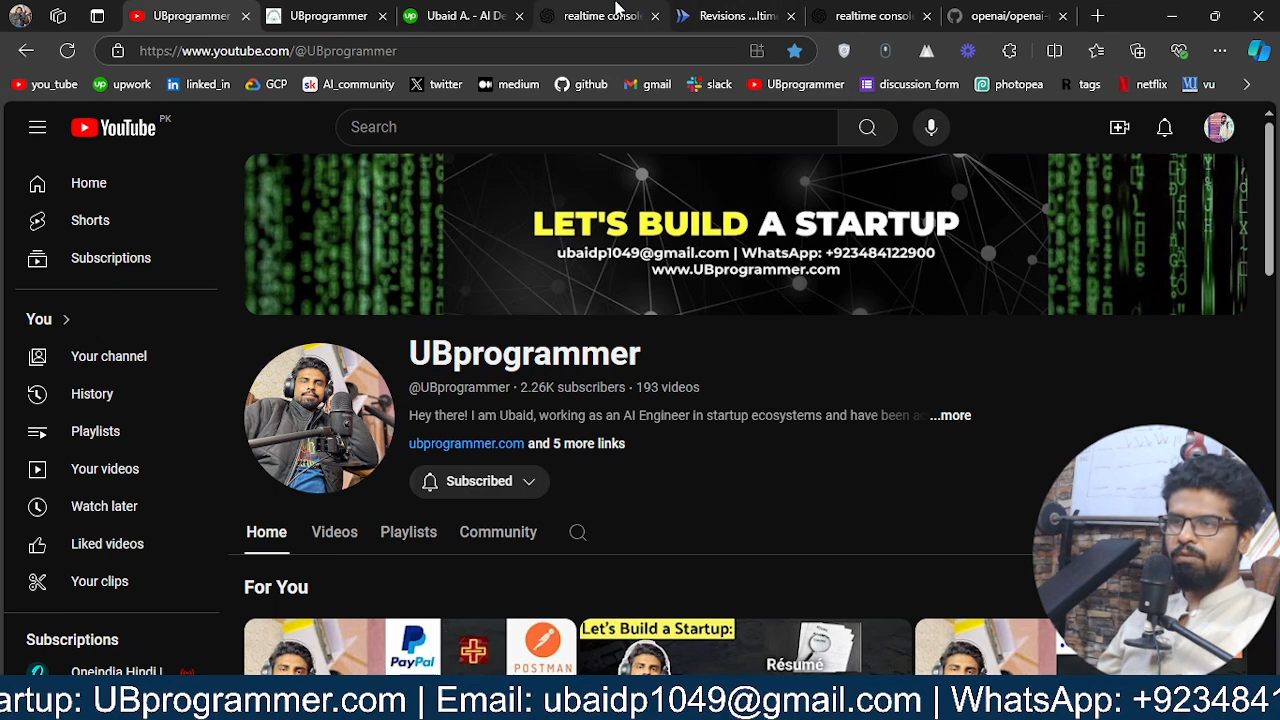 UBprogrammer
UBprogrammer
Ubaid A. - AI De
realtime conso
Revisions ...ltime
realtime conso
openai/openai-
https://www.youtube.com/@UBprogrammer
you tube
upwork
linked_in
GCP
AI_community
twitter
medium
github
gmail
slack
UBprogrammer
discussion_form
photopea
tags
netflix
vu
YouTube PK
Search
Home
Shorts
Subscriptions
You
Your channel
History
Playlists
Your videos
Watch later
Liked videos
Your clips
Subscriptions
Oneindia Hindi
LET'S BUILD A STARTUP
ubaidp1049@gmail.com | WhatsApp: +923484122900
www.UBprogrammer.com
UBprogrammer
@UBprogrammer · 2.26K subscribers · 193 videos
Hey there! I am Ubaid, working as an AI Engineer in startup ecosystems and have been a ...more
ubprogrammer.com and 5 more links
Subscribed
Home Videos Playlists Community
For You
PayPal
POSTMAN
Let's Build a Startup:
Résumé
artup: UBprogrammer.com | Email: ubaidp1049@gmail.com | WhatsApp: +9234841